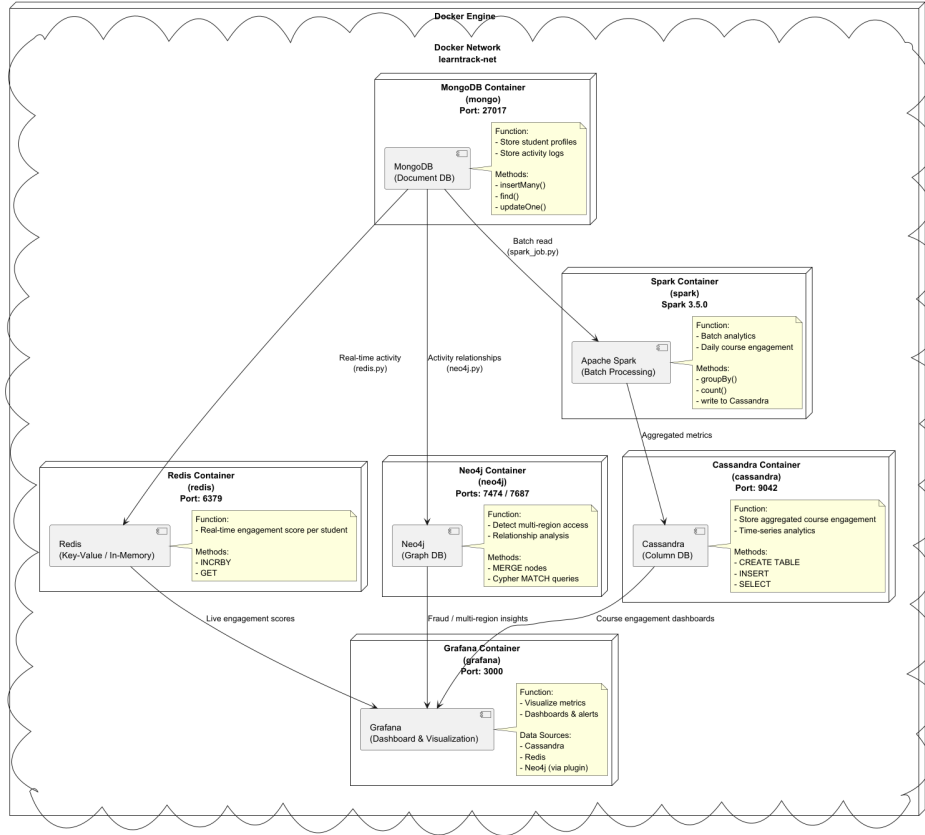 Docker Engine
Docker Network
learntrack-net
MongoDB Container
(mongo)
Port: 27017
MongoDB
(Document DB)
Function:
- Store student profiles
- Store activity logs
Methods:
- insertMany()
- find()
- updateOne()
Batch read
(spark_job.py)
Spark Container
(spark)
Spark 3.5.0
Apache Spark
(Batch Processing)
Function:
- Batch analytics
- Daily course engagement
Methods:
- groupBy()
- count()
- write to Cassandra
Real-time activity
(redis.py)
Activity relationships
(neo4j.py)
Aggregated metrics
Redis Container
(redis)
Port: 6379
Redis
(Key-Value / In-Memory)
Function:
- Real-time engagement score per student
Methods:
- INCRBY
- GET
Neo4j Container
(neo4j)
Ports: 7474 / 7687
Neo4j
(Graph DB)
Function:
- Detect multi-region access
- Relationship analysis
Methods:
- MERGE nodes
- Cypher MATCH queries
Cassandra Container
(cassandra)
Port: 9042
Cassandra
(Column DB)
Function:
- Store aggregated course engagement
- Time-series analytics
Methods:
- CREATE TABLE
- INSERT
- SELECT
Live engagement scores
Fraud / multi-region insights
Course engagement dashboards
Grafana Container
(grafana)
Port: 3000
Grafana
(Dashboard & Visualization)
Function:
- Visualize metrics
- Dashboards & alerts
Data Sources:
- Cassandra
- Redis
- Neo4j (via plugin)